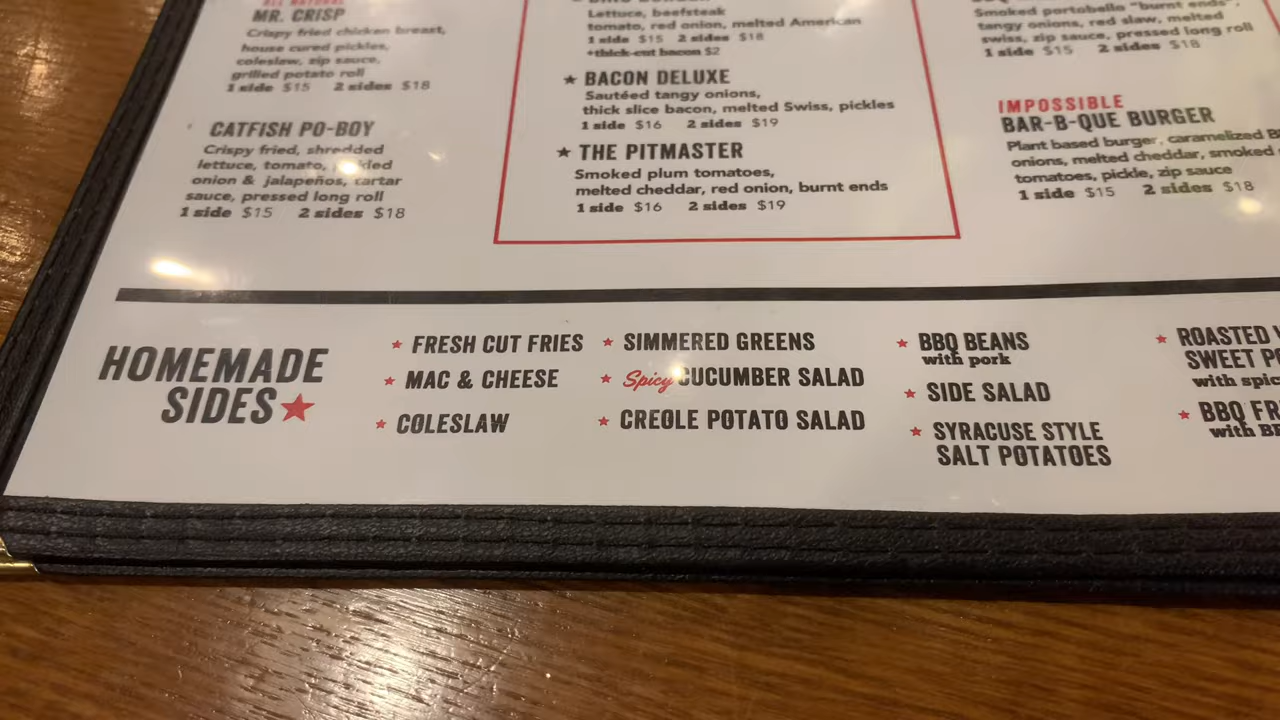 MR. CRISP
Crispy fried chicken breast,
house cured pickles,
coleslaw, zip sauce,
grilled potato roll
1 side $15 2 sides $18
CATFISH PO-BOY
Crispy fried, shredded
lettuce, tomato,
onion & jalapeños, tartar
sauce, pressed long roll
1 side $15 2 sides $18
Lettuce, beefsteak
tomato, red onion, melted American
1 side $15 2 sides $18
+thick-cut bacon $2
★ BACON DELUXE
Sautéed tangy onions,
thick slice bacon, melted Swiss, pickles
1 side $16 2 sides $19
★ THE PITMASTER
Smoked plum tomatoes,
melted cheddar, red onion, burnt ends
1 side $16 2 sides $19
Smoked portobello "burnt ends",
tangy onions, red slaw, melted
swiss, zip sauce, pressed long roll
1 side $15 2 sides $18
IMPOSSIBLE
BAR-B-QUE BURGER
Plant based burger, caramelized
onions, melted cheddar, smoked
tomatoes, pickle, zip sauce
1 side $15 2 sides $18
HOMEMADE
SIDES★
★ FRESH CUT FRIES
★ MAC & CHEESE
★ COLESLAW
★ SIMMERED GREENS
★ Spicy CUCUMBER SALAD
★ CREOLE POTATO SALAD
★ BBQ BEANS
with pork
★ SIDE SALAD
★ SYRACUSE STYLE
SALT POTATOES
★ ROASTED
SWEET
with
★ BBQ
with